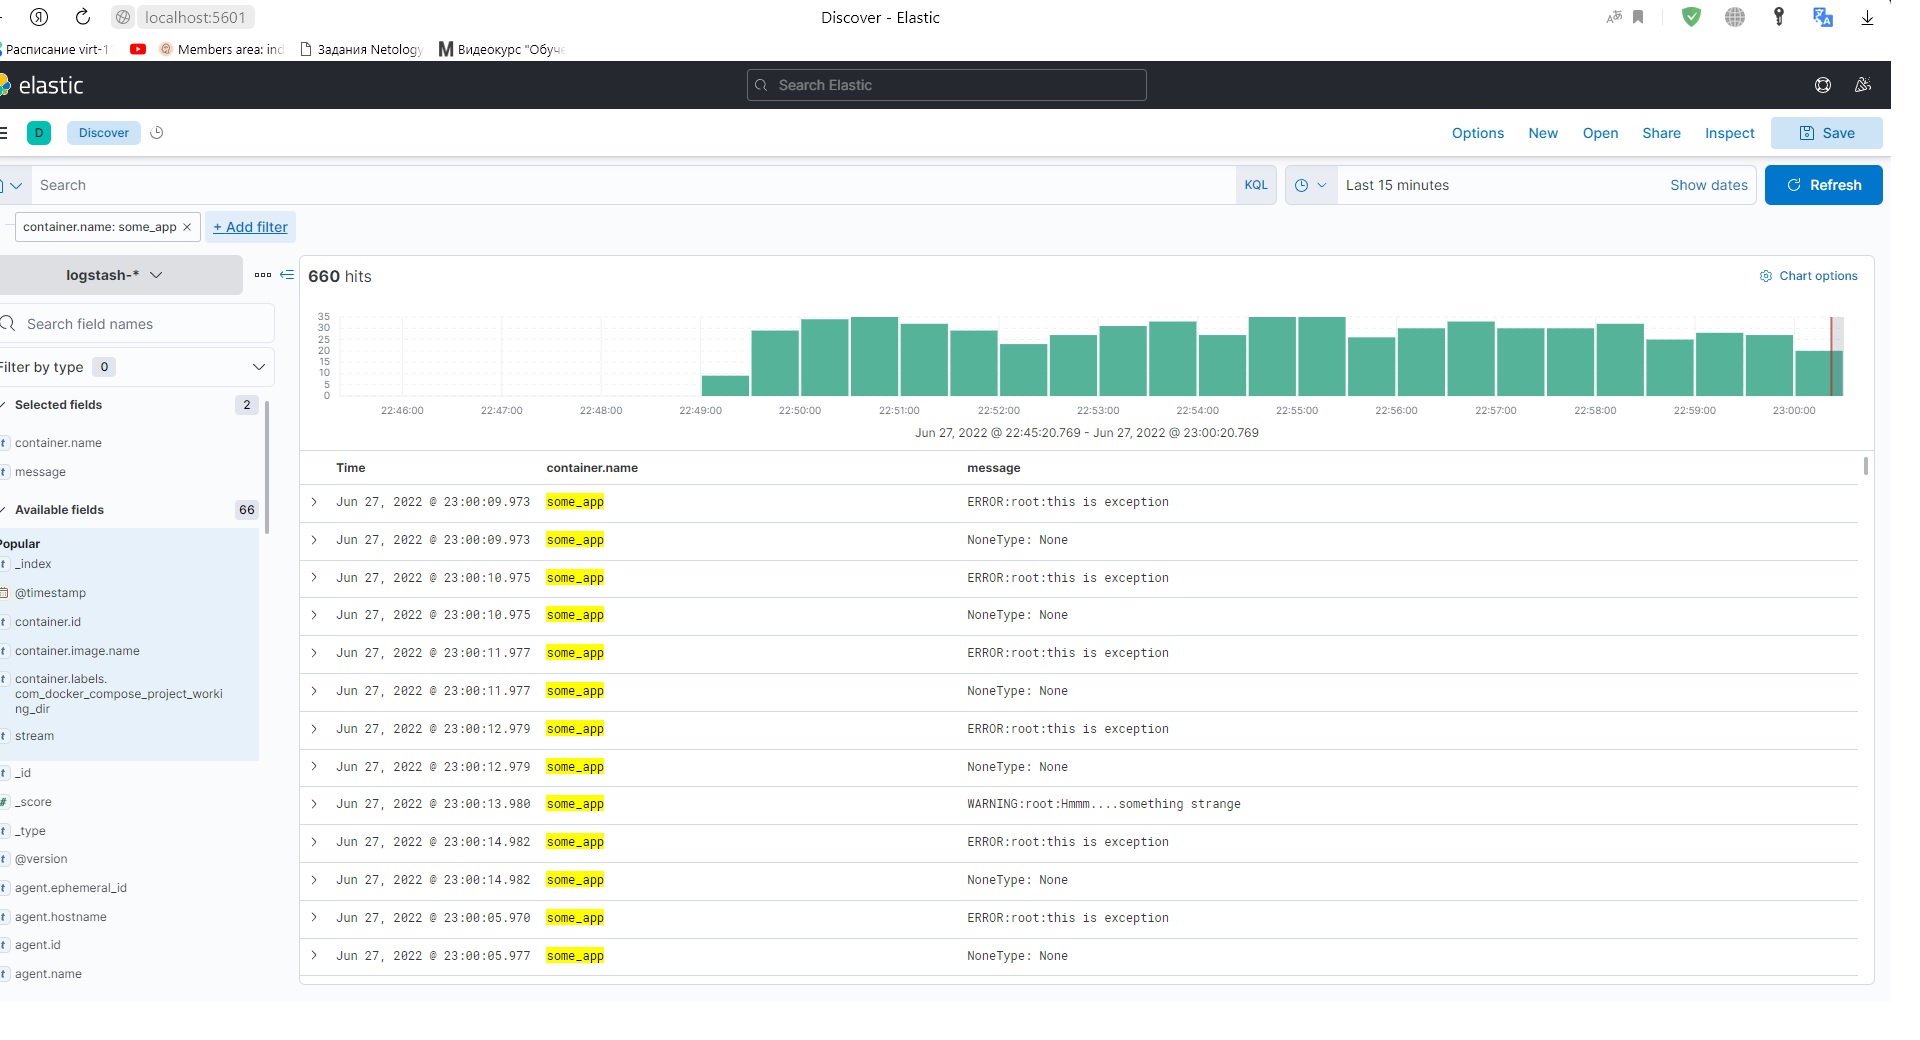 localhost:5601 Discover - Elastic
Расписание virt-1 Members area: ind Задания Netology Видеокурс "Обуче
elastic Search Elastic
D Discover Options New Open Share Inspect Save
Search KQL Last 15 minutes Show dates Refresh
container.name: some_app × + Add filter
logstash-* 660 hits Chart options
Search field names
Filter by type 0
Selected fields 2
container.name
message
Available fields 66
Popular
_index
@timestamp
container.id
container.image.name
container.labels.
com_docker_compose_project_worki
ng_dir
stream
_id
_score
_type
@version
agent.ephemeral_id
agent.hostname
agent.id
agent.name
35
30
25
20
15
10
5
0
22:46:00 22:47:00 22:48:00 22:49:00 22:50:00 22:51:00 22:52:00 22:53:00 22:54:00 22:55:00 22:56:00 22:57:00 22:58:00 22:59:00 23:00:00
Jun 27, 2022 @ 22:45:20.769 - Jun 27, 2022 @ 23:00:20.769
Time container.name message
Jun 27, 2022 @ 23:00:09.973 some_app ERROR:root:this is exception
Jun 27, 2022 @ 23:00:09.973 some_app NoneType: None
Jun 27, 2022 @ 23:00:10.975 some_app ERROR:root:this is exception
Jun 27, 2022 @ 23:00:10.975 some_app NoneType: None
Jun 27, 2022 @ 23:00:11.977 some_app ERROR:root:this is exception
Jun 27, 2022 @ 23:00:11.977 some_app NoneType: None
Jun 27, 2022 @ 23:00:12.979 some_app ERROR:root:this is exception
Jun 27, 2022 @ 23:00:12.979 some_app NoneType: None
Jun 27, 2022 @ 23:00:13.980 some_app WARNING:root:Hmmm....something strange
Jun 27, 2022 @ 23:00:14.982 some_app ERROR:root:this is exception
Jun 27, 2022 @ 23:00:14.982 some_app NoneType: None
Jun 27, 2022 @ 23:00:05.970 some_app ERROR:root:this is exception
Jun 27, 2022 @ 23:00:05.977 some_app NoneType: None